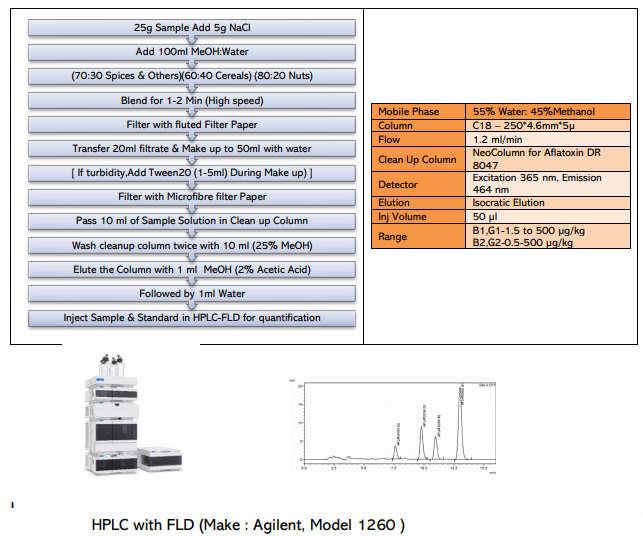 25g Sample Add 5g NaCl
Add 100ml MeOH:Water
(70:30 Spices & Others)(60:40 Cereals) (80:20 Nuts)
Blend for 1-2 Min (High speed)
Filter with fluted Filter Paper
Transfer 20ml filtrate & Make up to 50ml with water
[ If turbidity,Add Tween20 (1-5ml) During Make up) ]
Filter with Microfibre filter Paper
Pass 10 ml of Sample Solution in Clean up Column
Wash cleanup column twice with 10 ml (25% MeOH)
Elute the Column with 1 ml MeOH (2% Acetic Acid)
Followed by 1ml Water
Inject Sample & Standard in HPLC-FLD for quantification
Mobile Phase 55% Water: 45%Methanol
Column C18 – 250*4.6mm*5µ
Flow 1.2 ml/min
Clean Up Column NeoColumn for Aflatoxin DR
8047
Detector Excitation 365 nm, Emission
464 nm
Elution Isocratic Elution
Inj Volume 50 µl
Range B1,G1-1.5 to 500 µg/kg
B2,G2-0.5-500 µg/kg
HPLC with FLD (Make : Agilent, Model 1260 )